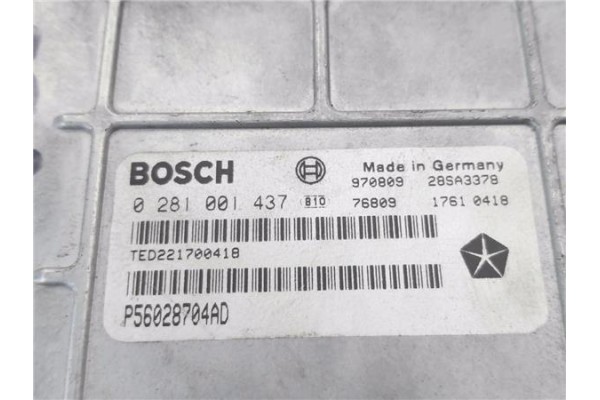 BOSCH Made in Germany
970809 28SA3378
0 281 001 437 B10 76809 1761 0418
TED221700418
P56028704AD